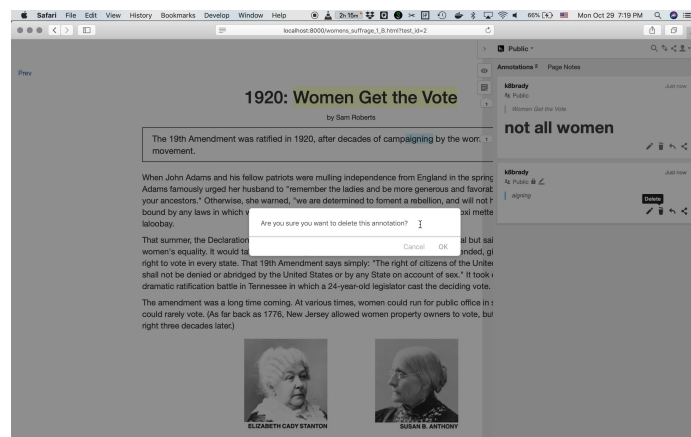 Safari File Edit View History Bookmarks Develop Window Help
2h 15m
66%
Mon Oct 29 7:19 PM
localhost:8000/womens_suffrage_1_B.html?test_id=2
Prev
1920: Women Get the Vote
by Sam Roberts
The 19th Amendment was ratified in 1920, after decades of campaigning by the wom
movement.
When John Adams and his fellow patriots were mulling independence from England in the spring
Adams famously urged her husband to "remember the ladies and be more generous and favorab
your ancestors." Otherwise, she warned, "we are determined to foment a rebellion, and will not h
bound by any laws in which w
oxi mette
laloobay.
That summer, the Declaration
al but sai
women's equality. It would ta
ended, gi
right to vote in every state. That 19th Amendment says simply: "The right of citizens of the Unite
shall not be denied or abridged by the United States or by any State on account of sex." It took
dramatic ratification battle in Tennessee in which a 24-year-old legislator cast the deciding vote.
The amendment was a long time coming. At various times, women could run for public office in s
could rarely vote. (As far back as 1776, New Jersey allowed women property owners to vote, but
right three decades later.)
ELIZABETH CADY STANTON
SUSAN B. ANTHONY
Are you sure you want to delete this annotation?
Cancel OK
Public
Annotations 2 Page Notes
k8brady Just now
Public
Women Get the Vote
not all women
k8brady Just now
Public
aigning
Delete